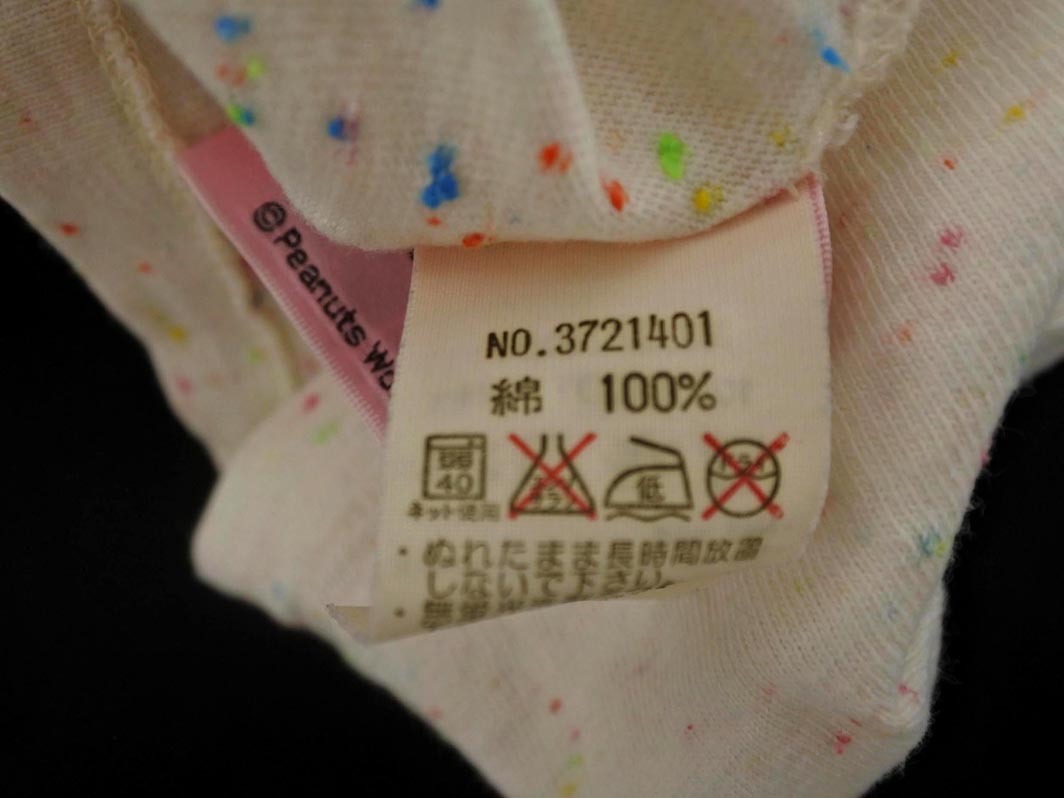 ©Peanuts Wo
NO.3721401
綿 100%
40
低
ネット使用
・ぬれたまま長時間放置
しないで下さい。